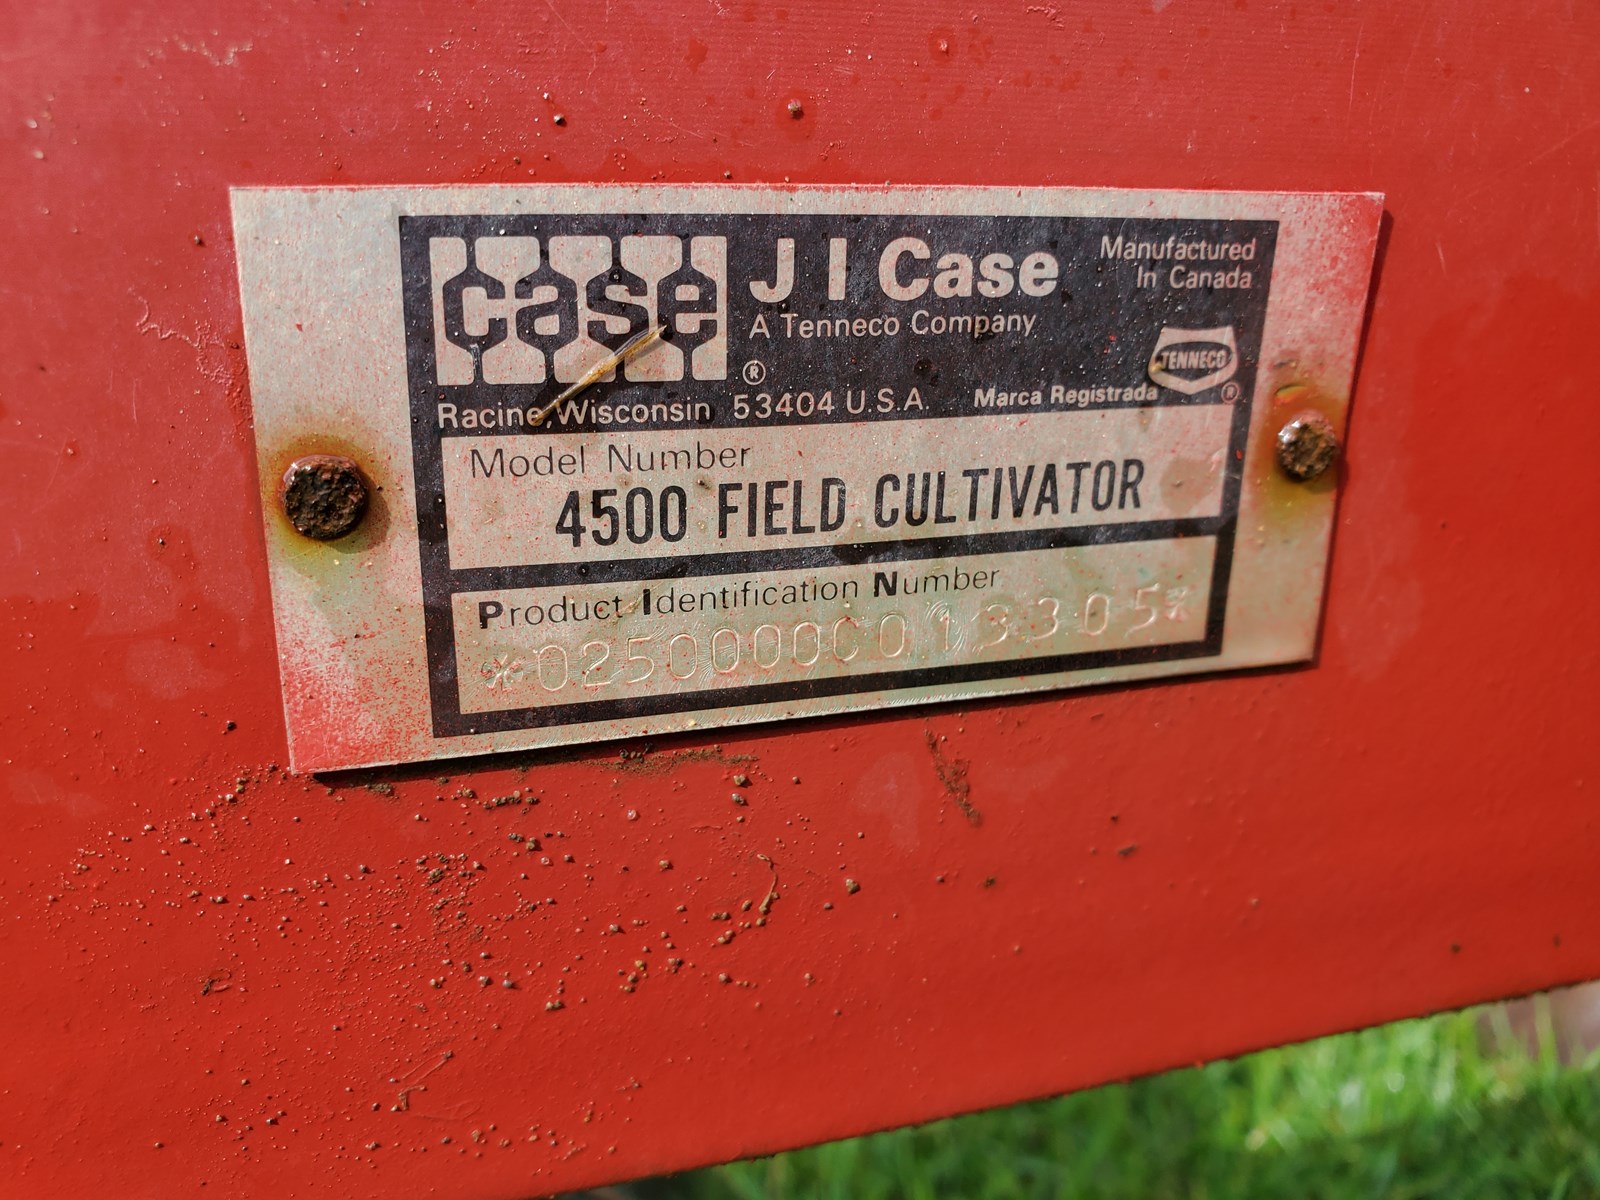 case
J I Case
A Tenneco Company
®
Manufactured
In Canada
TENNECO
®
Marca Registrada
Racine, Wisconsin 53404 U.S.A.
Model Number
4500 FIELD CULTIVATOR
Product Identification Number
*0250000C013305*